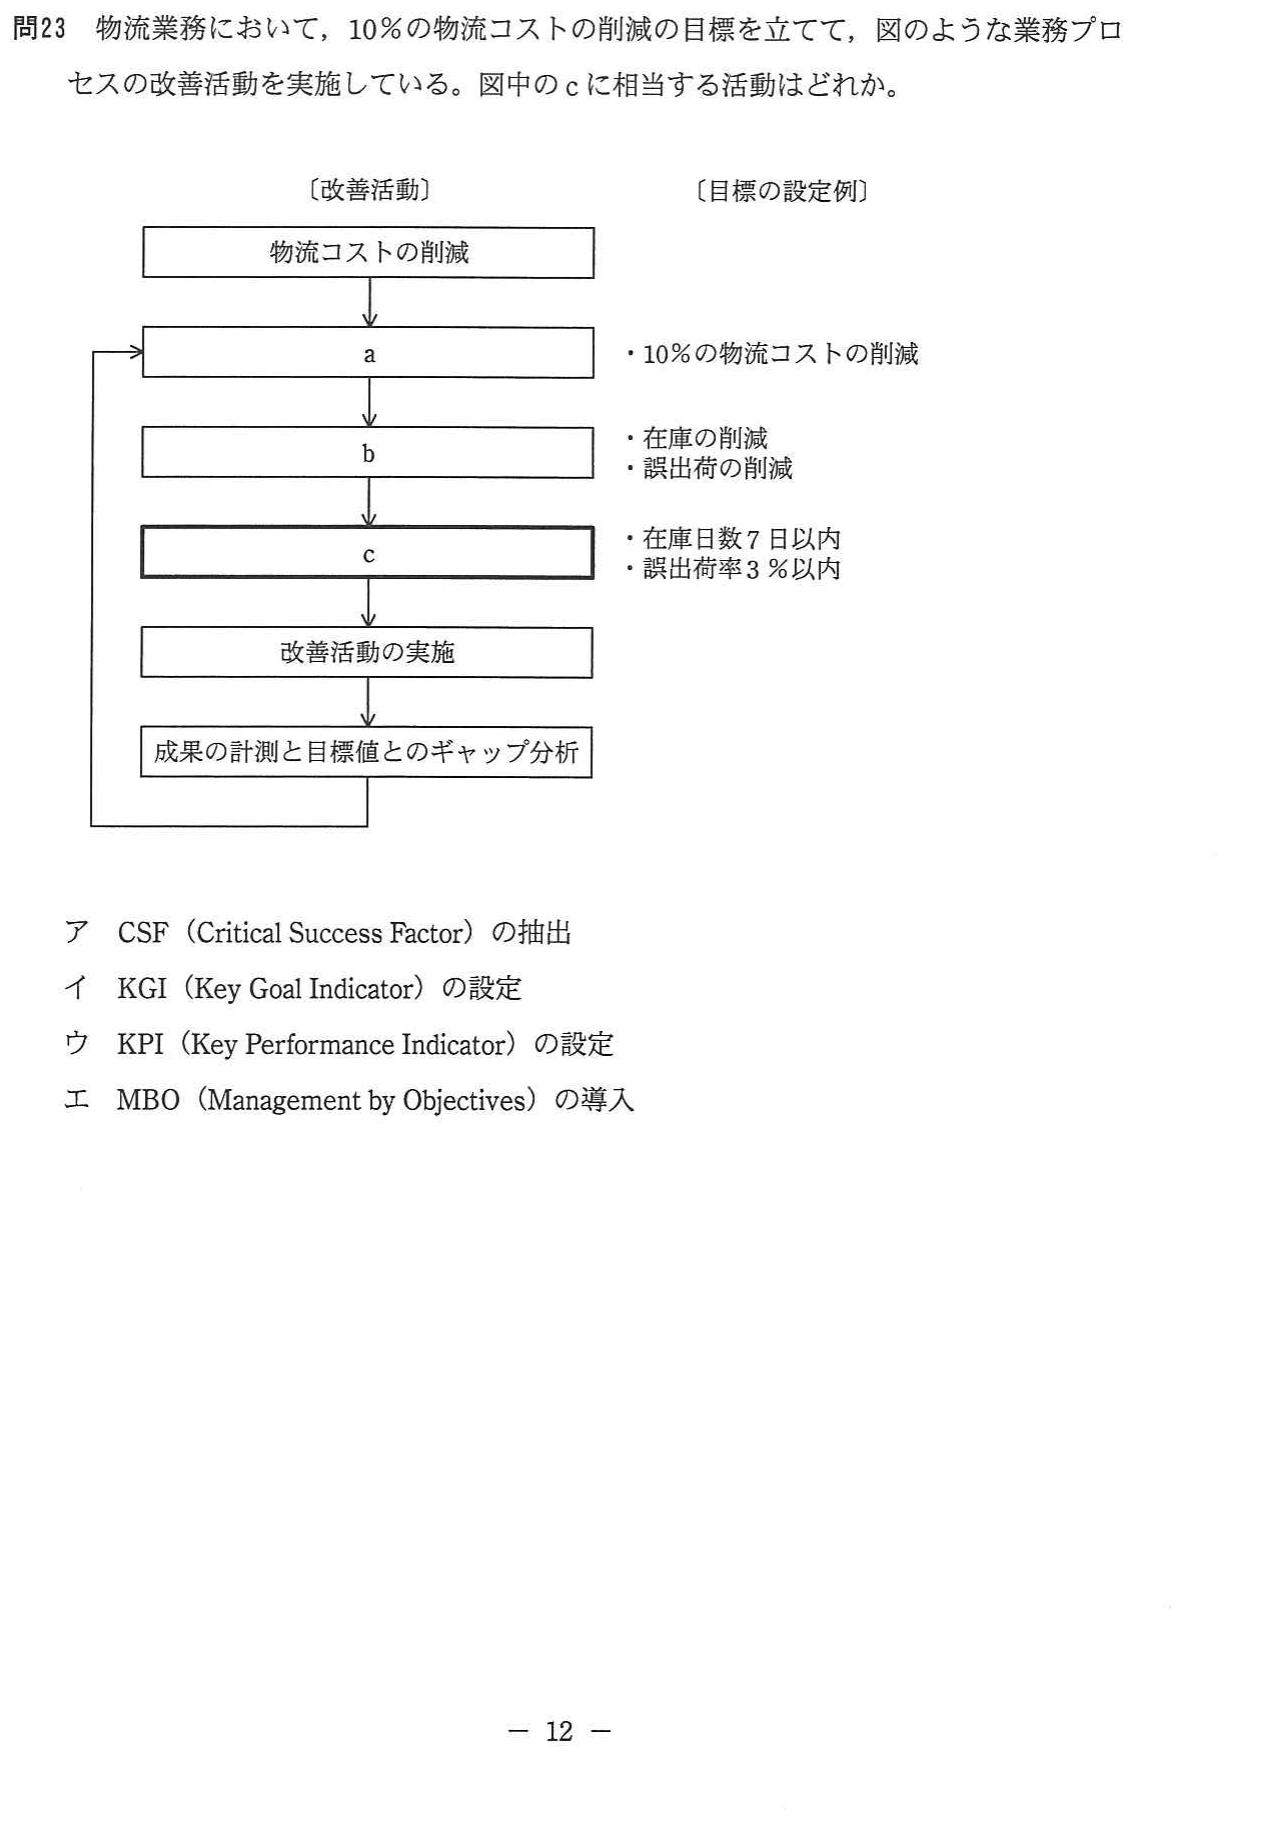 問23　物流業務において，10％の物流コストの削減の目標を立てて，図のような業務プロ
セスの改善活動を実施している。図中のcに相当する活動はどれか。
〔改善活動〕　〔目標の設定例〕
物流コストの削減
a　・10％の物流コストの削減
b　・在庫の削減
・誤出荷の削減
c　・在庫日数7日以内
・誤出荷率3％以内
改善活動の実施
成果の計測と目標値とのギャップ分析
ア　CSF（Critical Success Factor）の抽出
イ　KGI（Key Goal Indicator）の設定
ウ　KPI（Key Performance Indicator）の設定
エ　MBO（Management by Objectives）の導入
－ 12 －